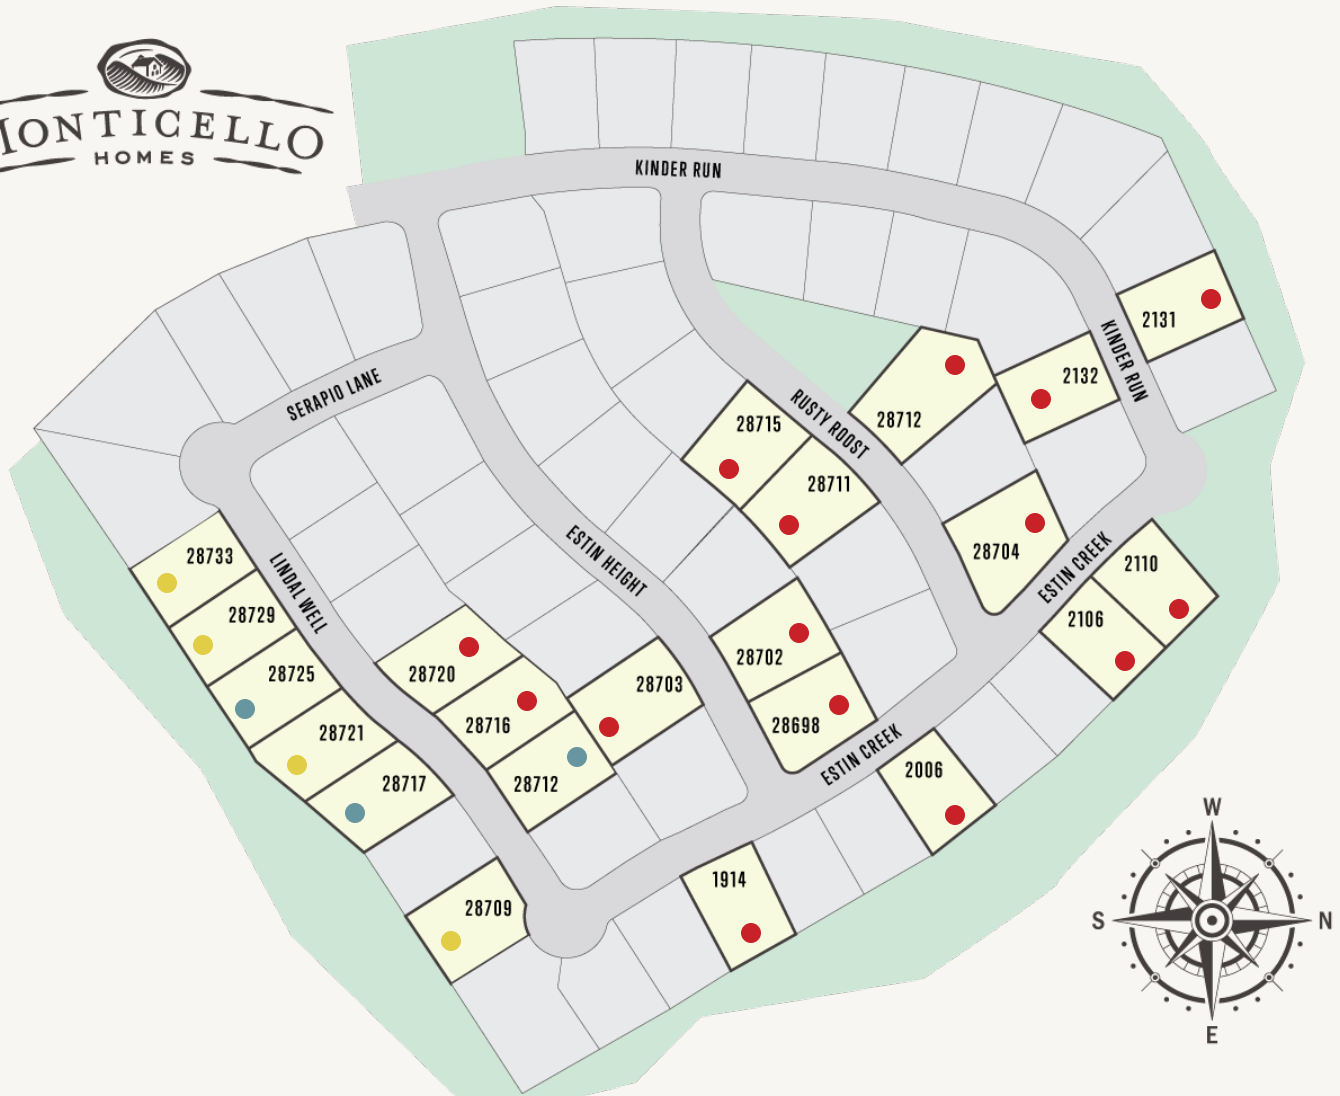 MONTICELLO
HOMES
KINDER RUN
2131
KINDER RUN
2132
SERAPIO LANE
RUSTY ROOST
28712
28715
28711
28704
ESTIN CREEK
2110
2106
ESTIN HEIGHT
28733
LINDAL WELL
28729
28725
28721
28717
28720
28716
28712
28703
28702
28698
ESTIN CREEK
2006
1914
28709
W
S
N
E